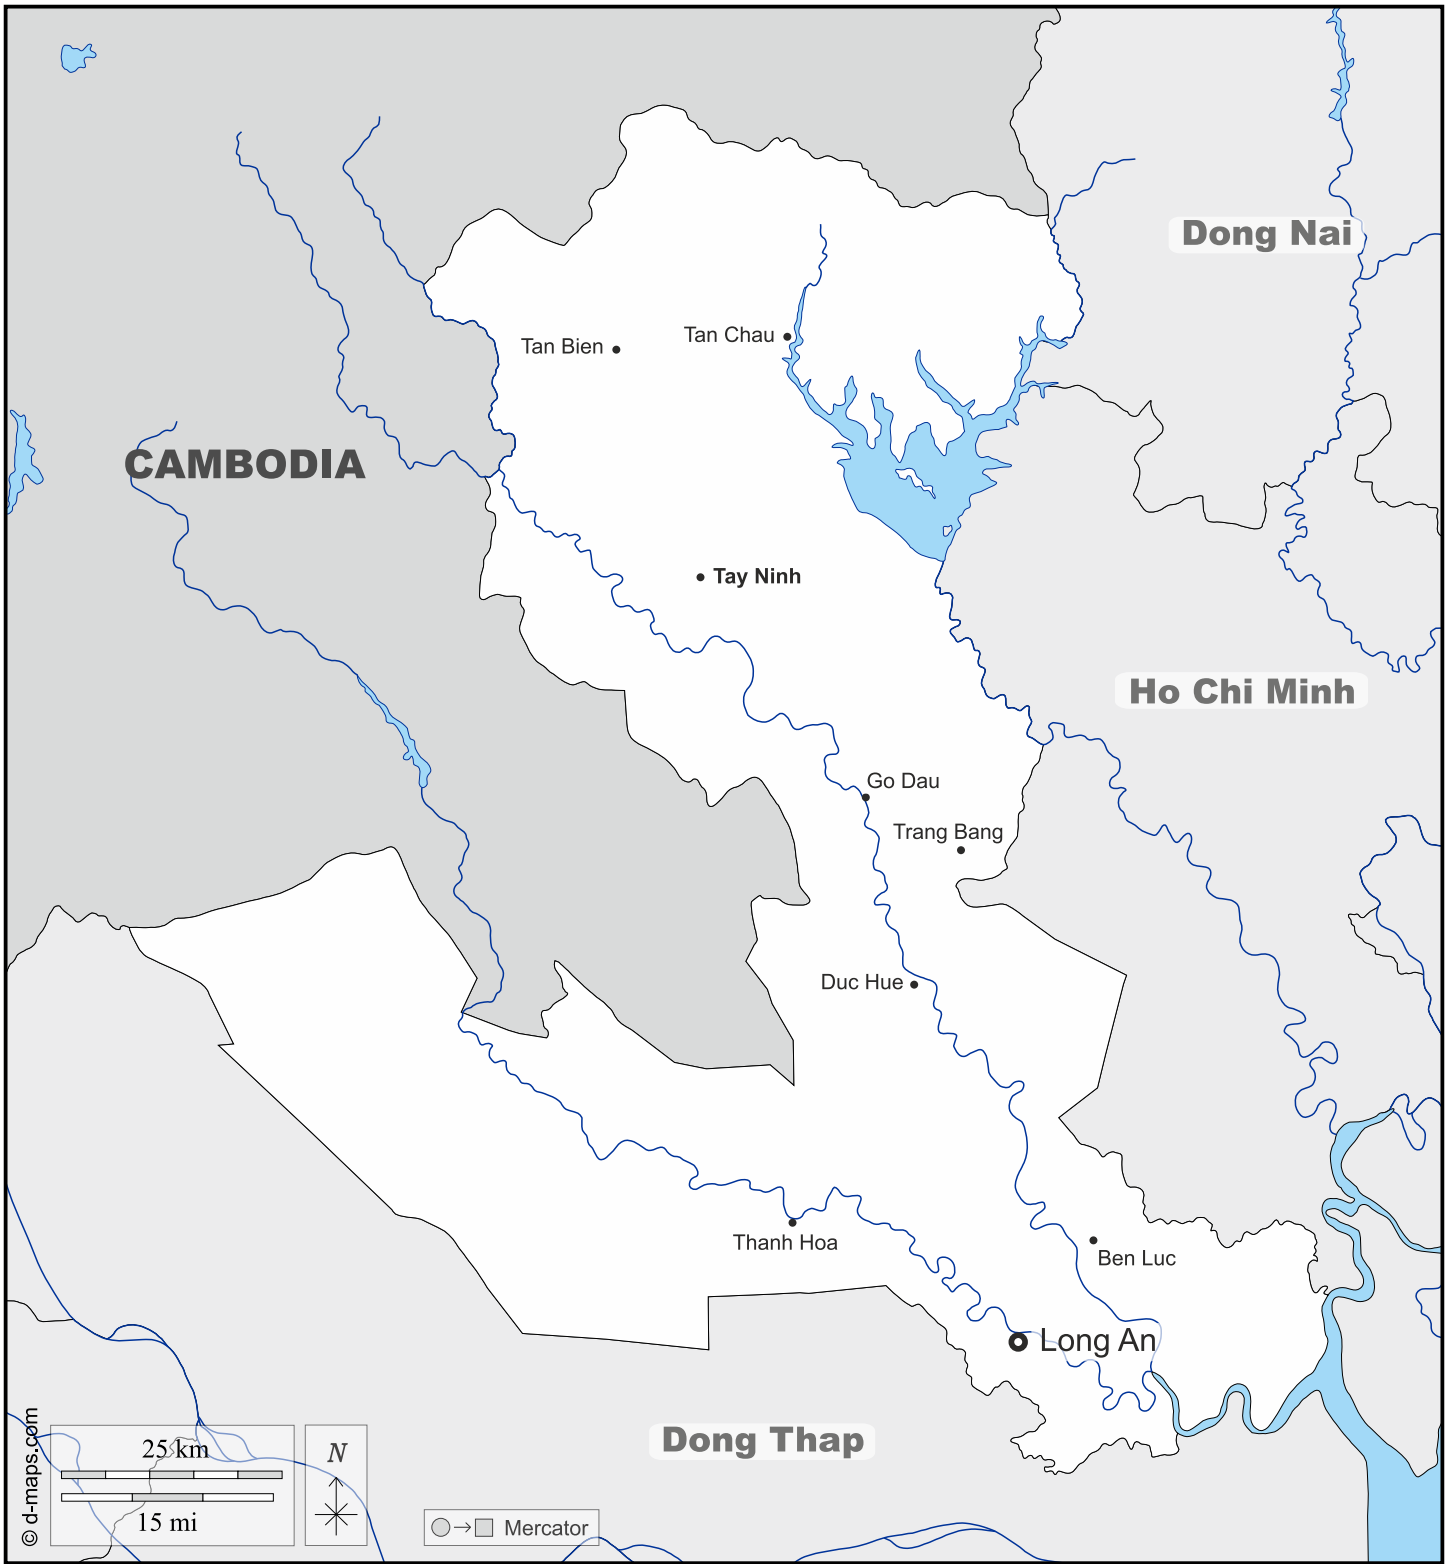 Dong Nai
Tan Chau
Tan Bien
CAMBODIA
Tay Ninh
Ho Chi Minh
Go Dau
Trang Bang
Duc Hue
Thanh Hoa
Ben Luc
Long An
Dong Thap
© d-maps.com
25 km
15 mi
N
Mercator